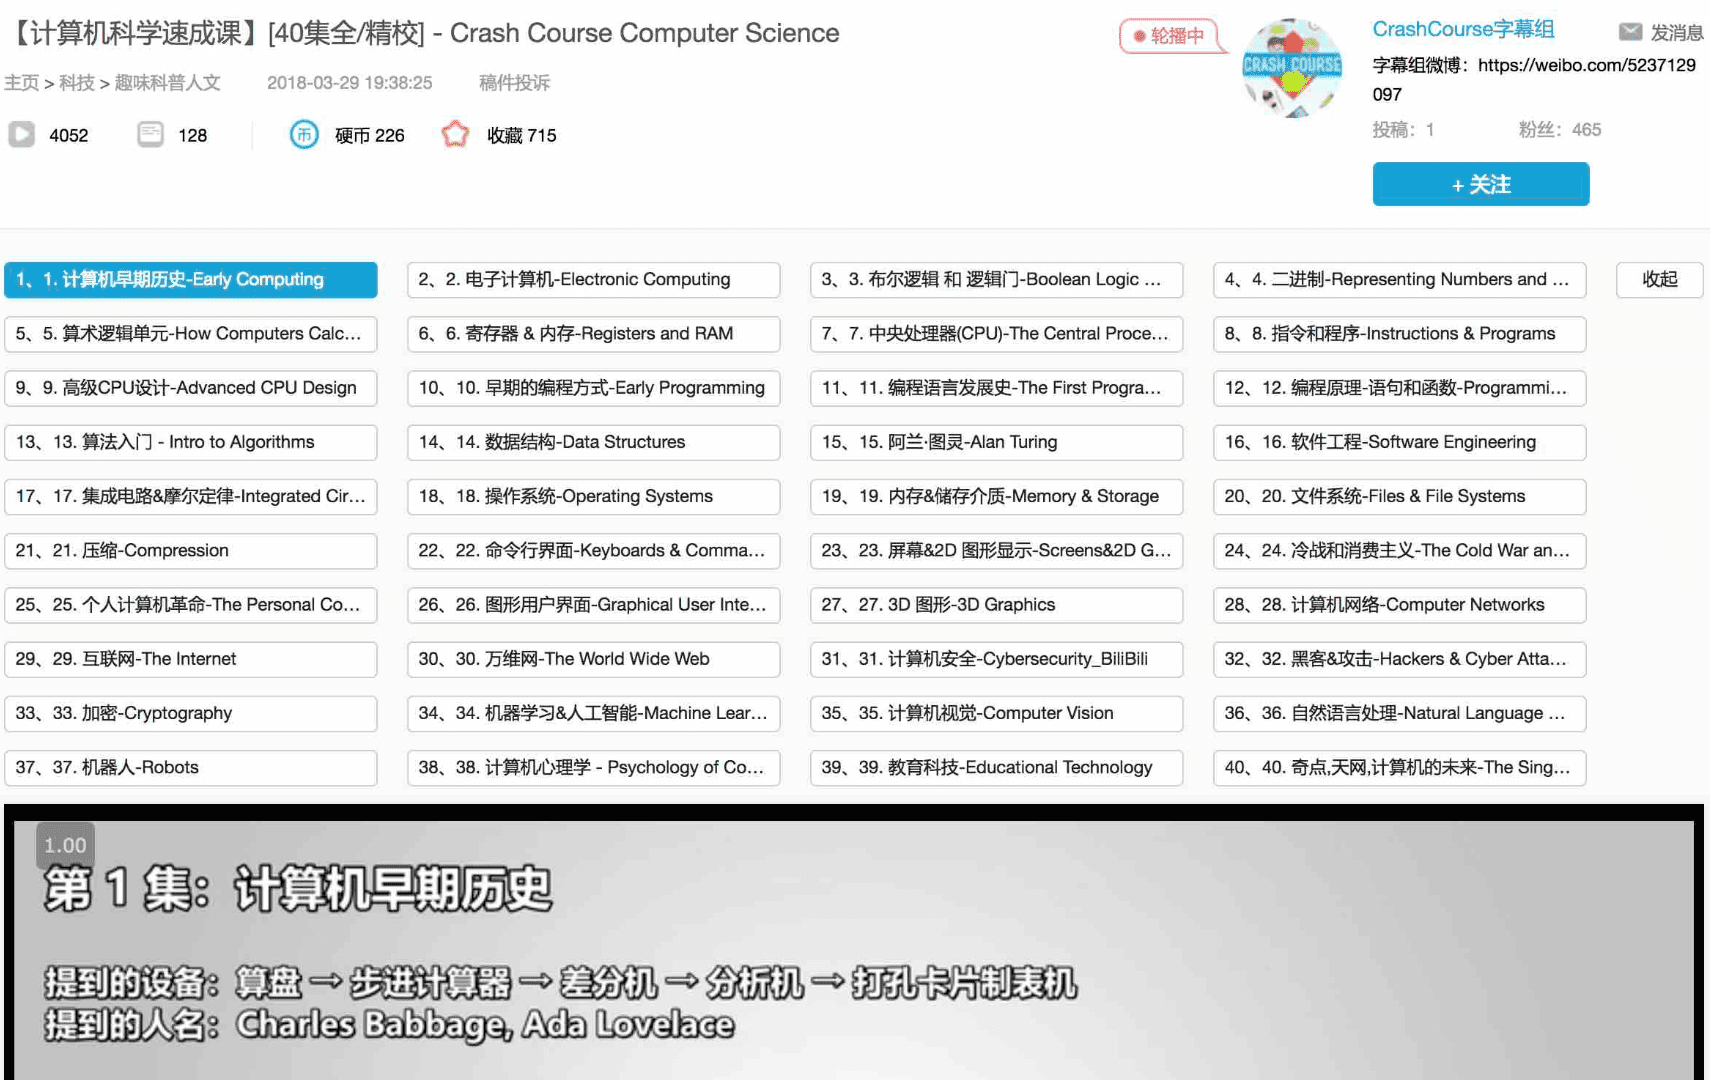 【计算机科学速成课】[40集全/精校] - Crash Course Computer Science
主页 > 科技 > 趣味科普人文 2018-03-29 19:38:25 稿件投诉
4052 128 币 硬币 226 收藏 715
轮播中
CRASH COURSE
CrashCourse字幕组 发消息
字幕组微博：https://weibo.com/5237129
097
投稿：1 粉丝：465
+ 关注
1、1. 计算机早期历史-Early Computing
2、2. 电子计算机-Electronic Computing
3、3. 布尔逻辑 和 逻辑门-Boolean Logic ...
4、4. 二进制-Representing Numbers and ...
收起
5、5. 算术逻辑单元-How Computers Calc...
6、6. 寄存器 & 内存-Registers and RAM
7、7. 中央处理器(CPU)-The Central Proce...
8、8. 指令和程序-Instructions & Programs
9、9. 高级CPU设计-Advanced CPU Design
10、10. 早期的编程方式-Early Programming
11、11. 编程语言发展史-The First Progra...
12、12. 编程原理-语句和函数-Programmi...
13、13. 算法入门 - Intro to Algorithms
14、14. 数据结构-Data Structures
15、15. 阿兰·图灵-Alan Turing
16、16. 软件工程-Software Engineering
17、17. 集成电路&摩尔定律-Integrated Cir...
18、18. 操作系统-Operating Systems
19、19. 内存&储存介质-Memory & Storage
20、20. 文件系统-Files & File Systems
21、21. 压缩-Compression
22、22. 命令行界面-Keyboards & Comma...
23、23. 屏幕&2D 图形显示-Screens&2D G...
24、24. 冷战和消费主义-The Cold War an...
25、25. 个人计算机革命-The Personal Co...
26、26. 图形用户界面-Graphical User Inte...
27、27. 3D 图形-3D Graphics
28、28. 计算机网络-Computer Networks
29、29. 互联网-The Internet
30、30. 万维网-The World Wide Web
31、31. 计算机安全-Cybersecurity_BiliBili
32、32. 黑客&攻击-Hackers & Cyber Atta...
33、33. 加密-Cryptography
34、34. 机器学习&人工智能-Machine Lear...
35、35. 计算机视觉-Computer Vision
36、36. 自然语言处理-Natural Language ...
37、37. 机器人-Robots
38、38. 计算机心理学 - Psychology of Co...
39、39. 教育科技-Educational Technology
40、40. 奇点,天网,计算机的未来-The Sing...
1.00
第 1 集：计算机早期历史
提到的设备：算盘 → 步进计算器 → 差分机 → 分析机 → 打孔卡片制表机
提到的人名：Charles Babbage, Ada Lovelace